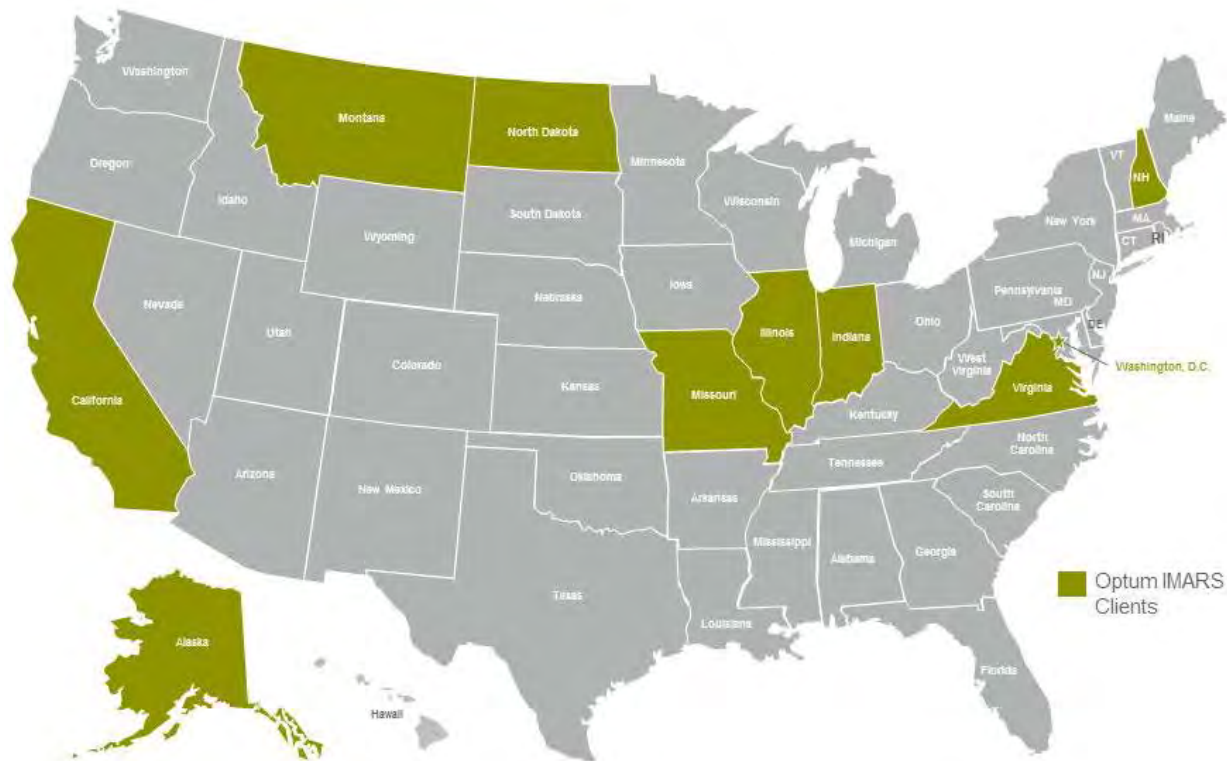 Washington
Montana
North Dakota
Minnesota
Maine
VT
NH
Oregon
Idaho
South Dakota
Wisconsin
Michigan
New York
MA
CT
RI
Wyoming
Iowa
Nebraska
Pennsylvania
NJ
MD
DE
Nevada
Utah
Colorado
Kansas
Illinois
Indiana
Ohio
West
Virginia
Washington, D.C.
California
Missouri
Kentucky
Virginia
Arizona
New Mexico
Oklahoma
Arkansas
Tennessee
North
Carolina
South
Carolina
Texas
Louisiana
Mississippi
Alabama
Georgia
Florida
Optum IMARS
Clients
Alaska
Hawaii